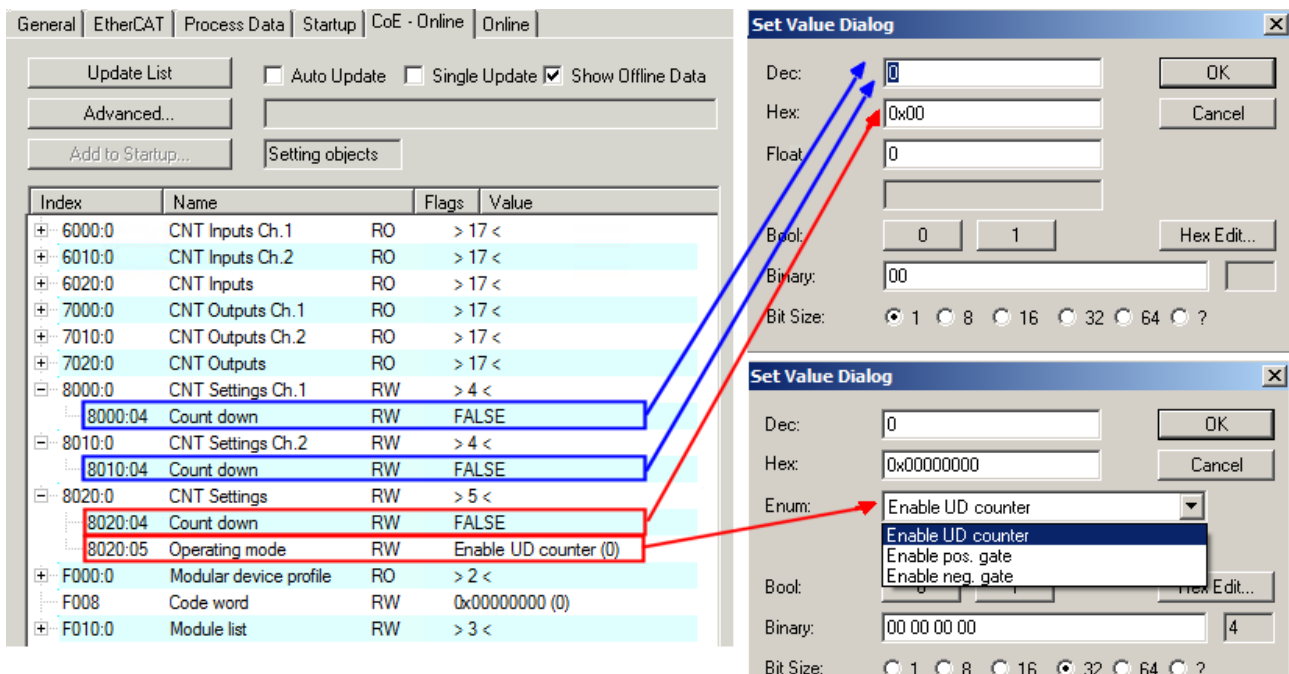 General EtherCAT Process Data Startup CoE - Online Online
Update List Auto Update Single Update Show Offline Data
Advanced...
Add to Startup... Setting objects
Index Name Flags Value
6000:0 CNT Inputs Ch.1 RO > 17 <
6010:0 CNT Inputs Ch.2 RO > 17 <
6020:0 CNT Inputs RO > 17 <
7000:0 CNT Outputs Ch.1 RO > 17 <
7010:0 CNT Outputs Ch.2 RO > 17 <
7020:0 CNT Outputs RO > 17 <
8000:0 CNT Settings Ch.1 RW > 4 <
8000:04 Count down RW FALSE
8010:0 CNT Settings Ch.2 RW > 4 <
8010:04 Count down RW FALSE
8020:0 CNT Settings RW > 5 <
8020:04 Count down RW FALSE
8020:05 Operating mode RW Enable UD counter (0)
F000:0 Modular device profile RO > 2 <
F008 Code word RW 0x00000000 (0)
F010:0 Module list RW > 3 <
Set Value Dialog
Dec: 0 OK
Hex: 0x00 Cancel
Float: 0
Bool: 0 1 Hex Edit...
Binary: 00
Bit Size: 1 8 16 32 64 ?
Set Value Dialog
Dec: 0 OK
Hex: 0x00000000 Cancel
Enum: Enable UD counter
Enable UD counter
Enable pos. gate
Enable neg. gate
Bool: Hex Edit...
Binary: 00 00 00 00 4
Bit Size: 1 8 16 32 64 ?